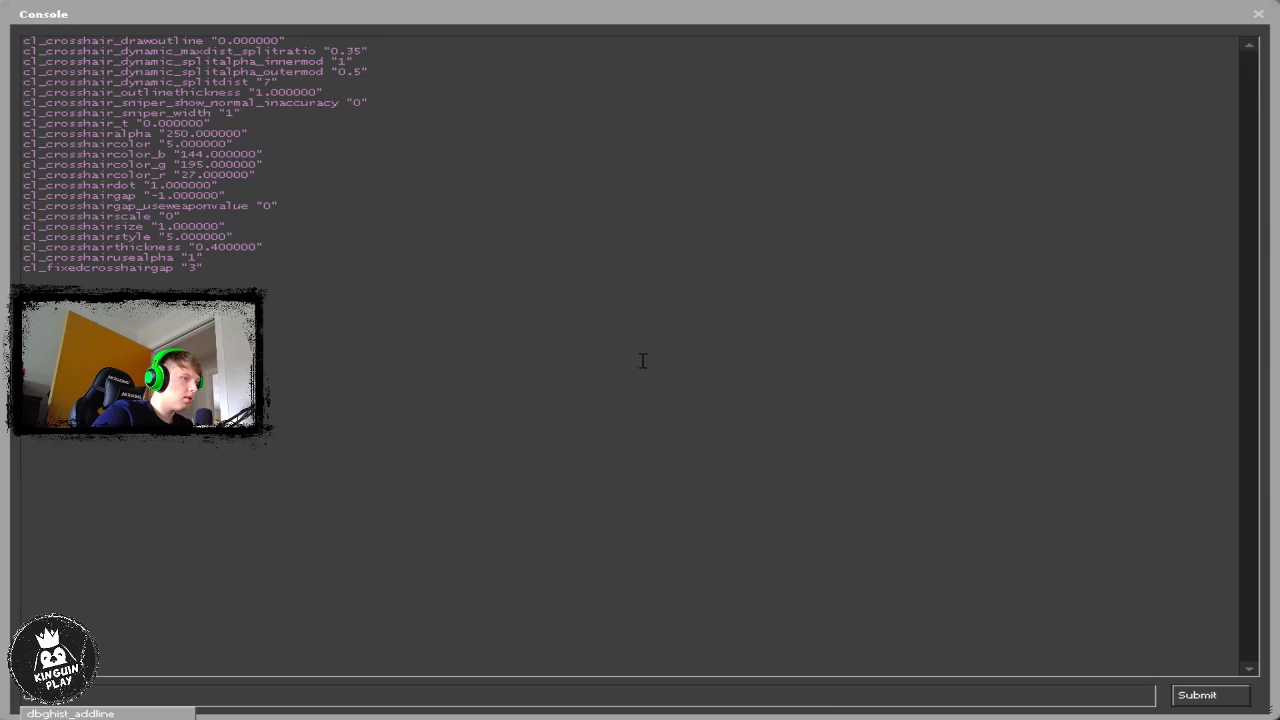 Console
cl_crosshair_drawoutline "0.000000"
cl_crosshair_dynamic_maxdist_splitratio "0.35"
cl_crosshair_dynamic_splitalpha_innermod "1"
cl_crosshair_dynamic_splitalpha_outermod "0.5"
cl_crosshair_dynamic_splitdist "7"
cl_crosshair_outlinethickness "1.000000"
cl_crosshair_sniper_show_normal_inaccuracy "0"
cl_crosshair_sniper_width "1"
cl_crosshair_t "0.000000"
cl_crosshairalpha "250.000000"
cl_crosshaircolor "5.000000"
cl_crosshaircolor_b "144.000000"
cl_crosshaircolor_g "195.000000"
cl_crosshaircolor_r "27.000000"
cl_crosshairdot "1.000000"
cl_crosshairgap "-1.000000"
cl_crosshairgap_useweaponvalue "0"
cl_crosshairscale "0"
cl_crosshairsize "1.000000"
cl_crosshairstyle "5.000000"
cl_crosshairthickness "0.400000"
cl_crosshairusealpha "1"
cl_fixedcrosshairgap "3"
AKRACING
AKRACING
KINGUIN
PLAY
Submit
dbghist_addline